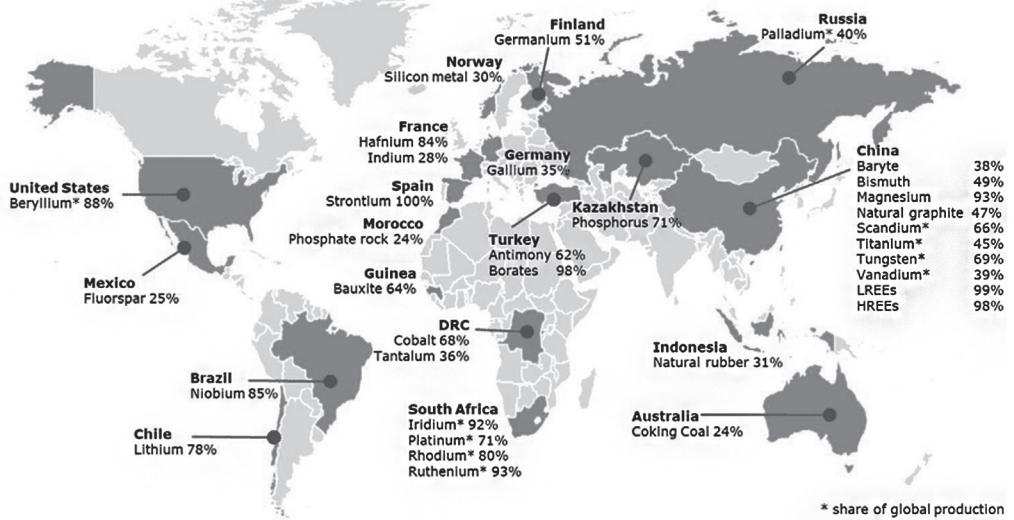 Finland
Germanium 51%
Russia
Palladium* 40%
Norway
Silicon metal 30%
France
Hafnium 84%
Indium 28%
Germany
Gallium 35%
Spain
Strontium 100%
Kazakhstan
Phosphorus 71%
China
Baryte 38%
Bismuth 49%
Magnesium 93%
Natural graphite 47%
Scandium* 66%
Titanium* 45%
Tungsten* 69%
Vanadium* 39%
LREEs 99%
HREEs 98%
United States
Beryllium* 88%
Morocco
Phosphate rock 24%
Turkey
Antimony 62%
Borates 98%
Mexico
Fluorspar 25%
Guinea
Bauxite 64%
DRC
Cobalt 68%
Tantalum 36%
Indonesia
Natural rubber 31%
Brazil
Niobium 85%
South Africa
Iridium* 92%
Platinum* 71%
Rhodium* 80%
Ruthenium* 93%
Australia
Coking Coal 24%
Chile
Lithium 78%
* share of global production